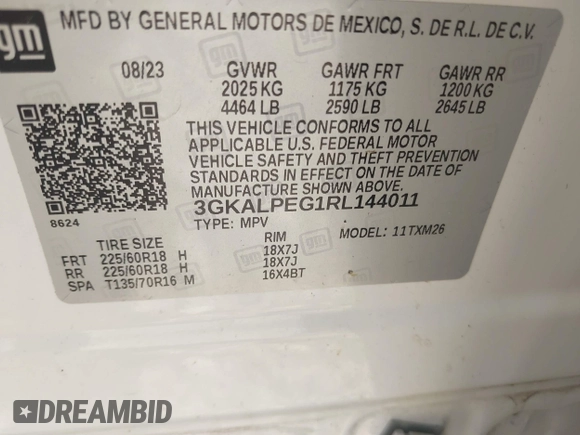 gm
MFD BY GENERAL MOTORS DE MEXICO, S. DE R.L. DE C.V.
08/23 GVWR GAWR FRT GAWR RR
2025 KG 1175 KG 1200 KG
4464 LB 2590 LB 2645 LB
THIS VEHICLE CONFORMS TO ALL
APPLICABLE U.S. FEDERAL MOTOR
VEHICLE SAFETY AND THEFT PREVENTION
STANDARDS IN EFFECT ON THE DATE OF
MANUFACTURE SHOWN ABOVE.
8624
3GKALPEG1RL144011
TYPE: MPV MODEL: 11TXM26
TIRE SIZE RIM
FRT 225/60R18 H 18X7J
RR 225/60R18 H 18X7J
SPA T135/70R16 M 16X4BT
DREAMBID
dreambid.com